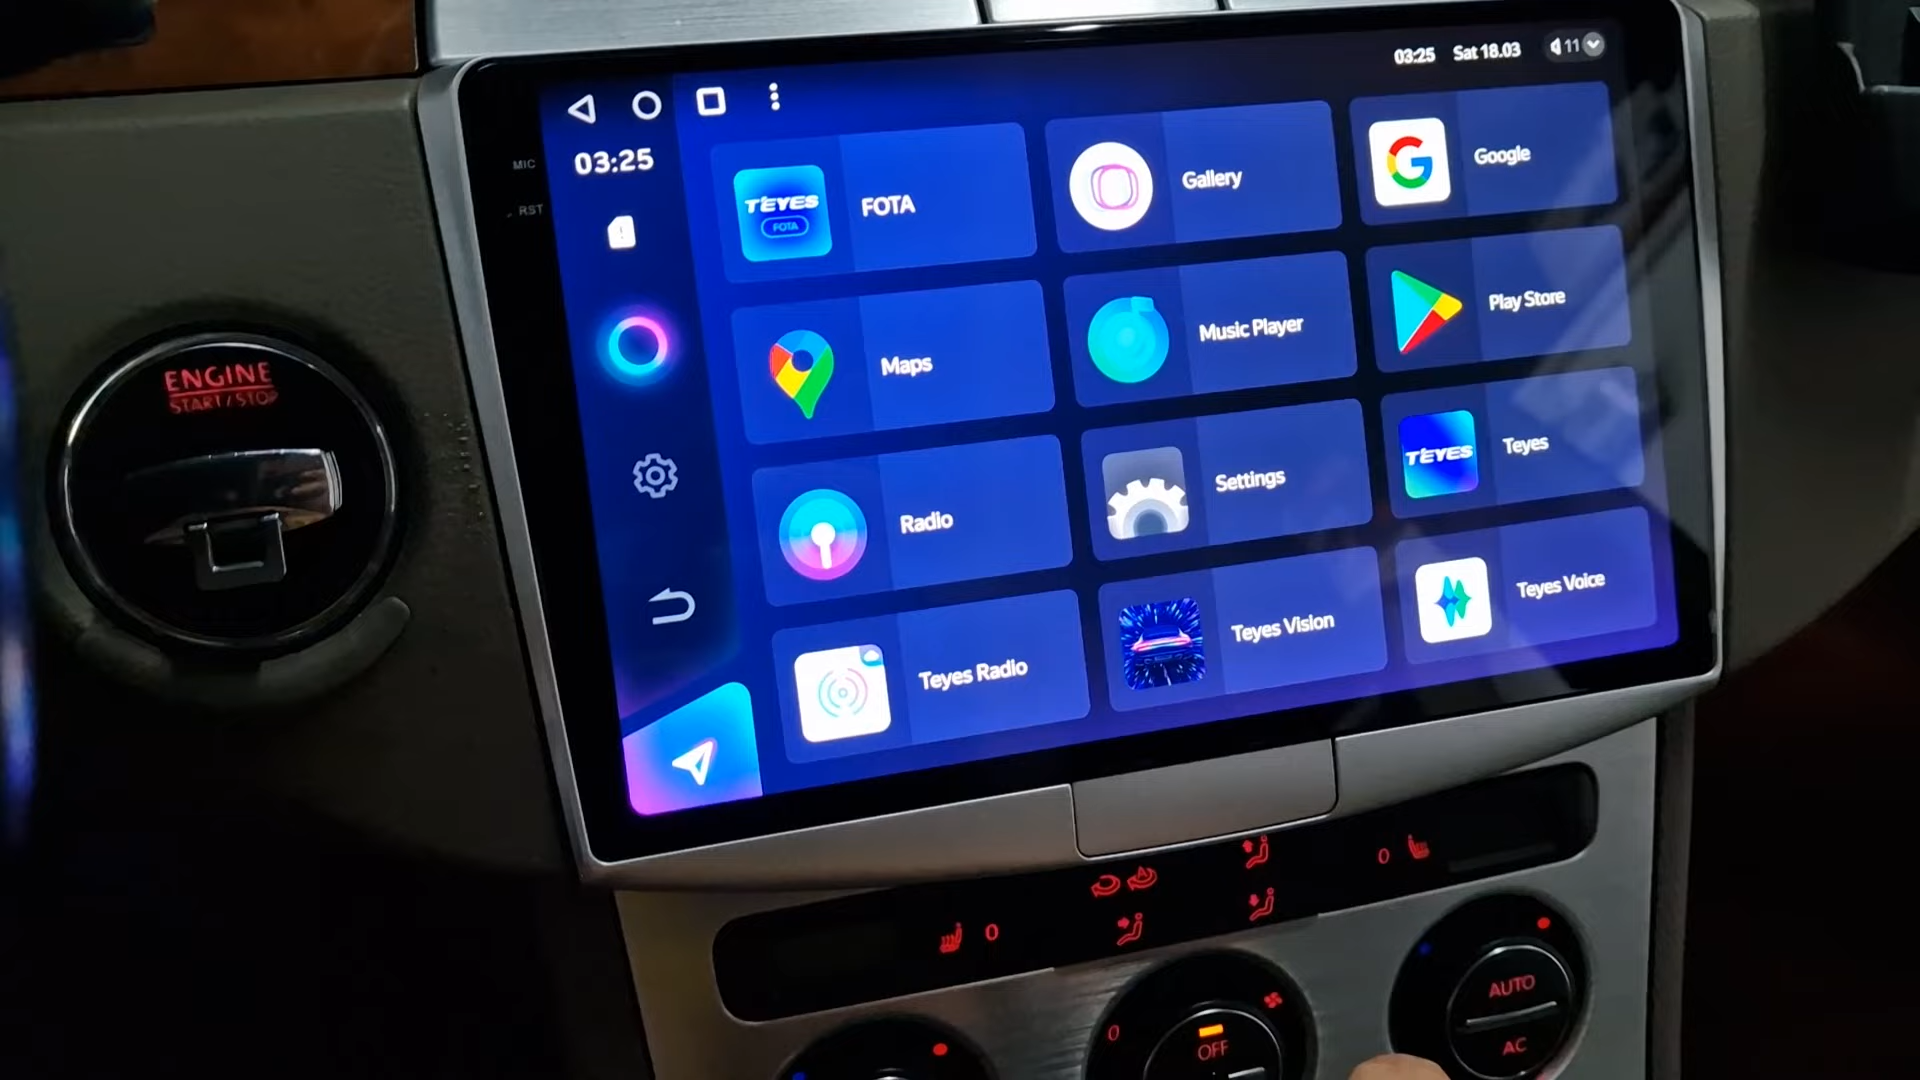 03:25 Sat 18.03 11
MIC
03:25
RST
TEYES
FOTA
FOTA
Gallery
Google
Maps
Music Player
Play Store
Radio
Settings
TEYES
Teyes
Teyes Radio
Teyes Vision
Teyes Voice
ENGINE
START/STOP
0
0
0
OFF
AUTO
AC